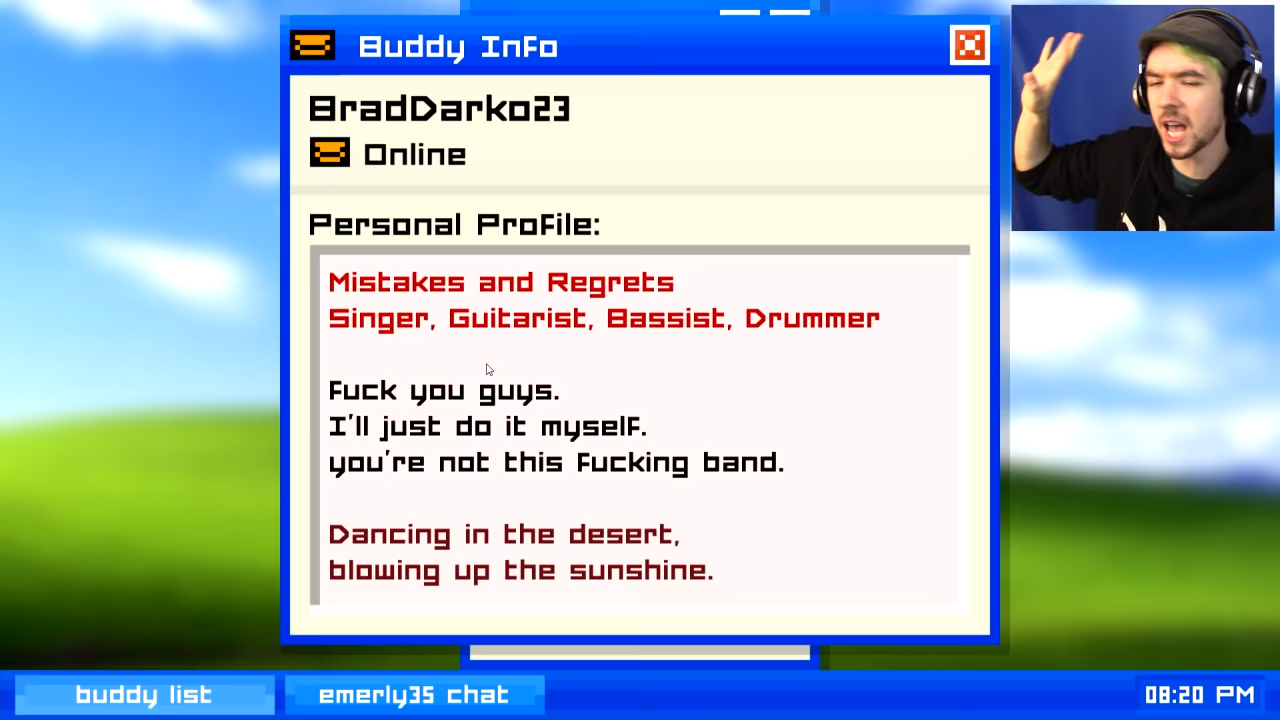 Buddy Info
BradDarko23
Online
Personal Profile:
Mistakes and Regrets
Singer, Guitarist, Bassist, Drummer
Fuck you guys.
I'll just do it myself.
you're not this fucking band.
Dancing in the desert,
blowing up the sunshine.
buddy list
emerly35 chat
08:20 PM